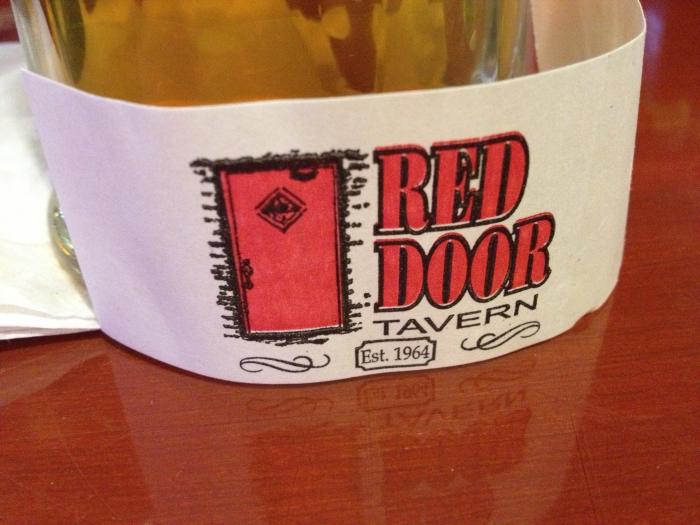 RED
DOOR
TAVERN
Est. 1964